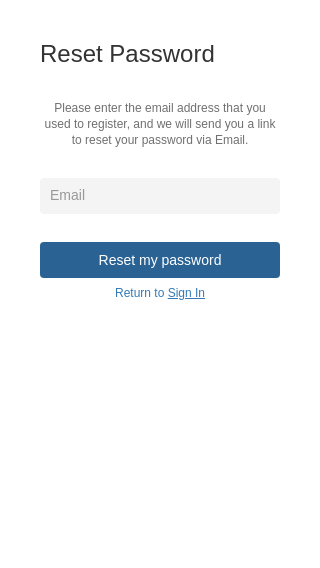 Reset Password
Please enter the email address that you
used to register, and we will send you a link
to reset your password via Email.
Email
Reset my password
Return to Sign In